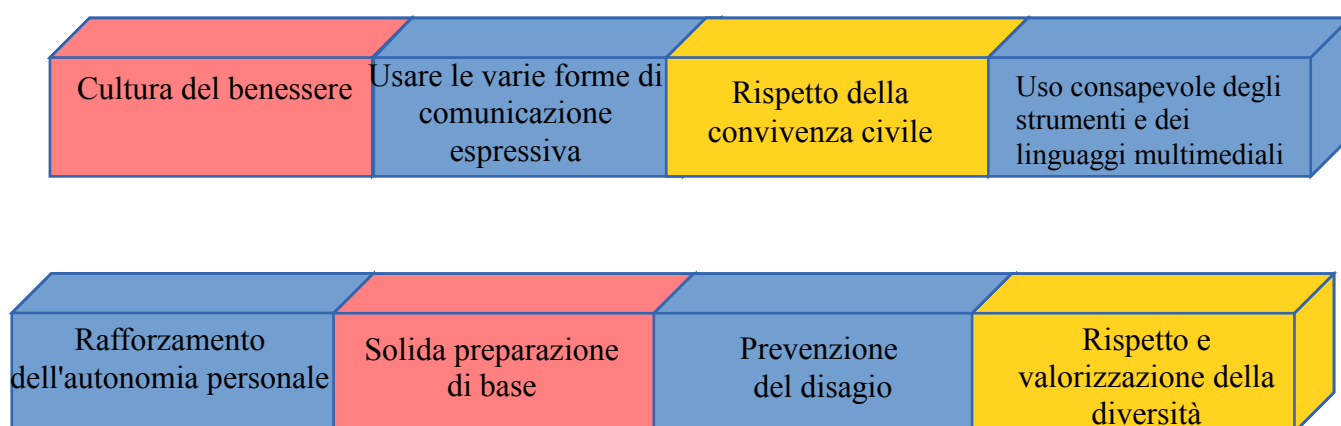 Cultura del benessere
Usare le varie forme di
comunicazione
espressiva
Rispetto della
convivenza civile
Uso consapevole degli
strumenti e dei
linguaggi multimediali
Rafforzamento
dell'autonomia personale
Solida preparazione
di base
Prevenzione
del disagio
Rispetto e
valorizzazione della
diversità